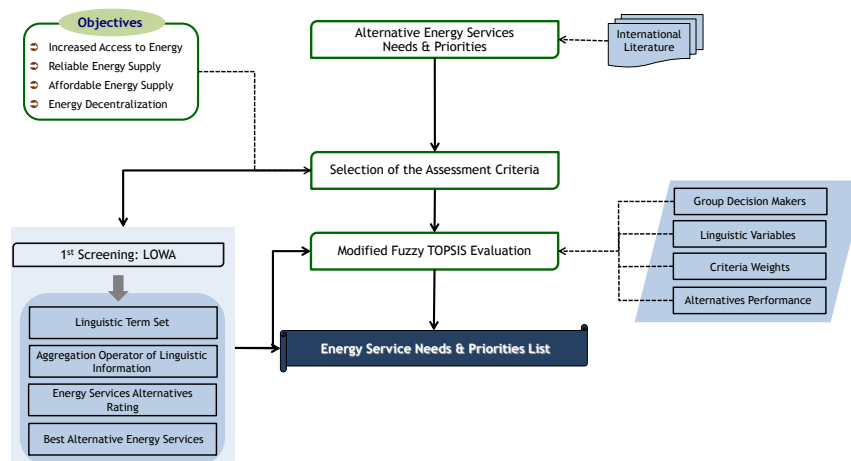 Objectives
➲ Increased Access to Energy
➲ Reliable Energy Supply
➲ Affordable Energy Supply
➲ Energy Decentralization
Alternative Energy Services
Needs & Priorities
International
Literature
Selection of the Assessment Criteria
1st Screening: LOWA
Linguistic Term Set
Aggregation Operator of Linguistic
Information
Energy Services Alternatives
Rating
Best Alternative Energy Services
Modified Fuzzy TOPSIS Evaluation
Group Decision Makers
Linguistic Variables
Criteria Weights
Alternatives Performance
Energy Service Needs & Priorities List